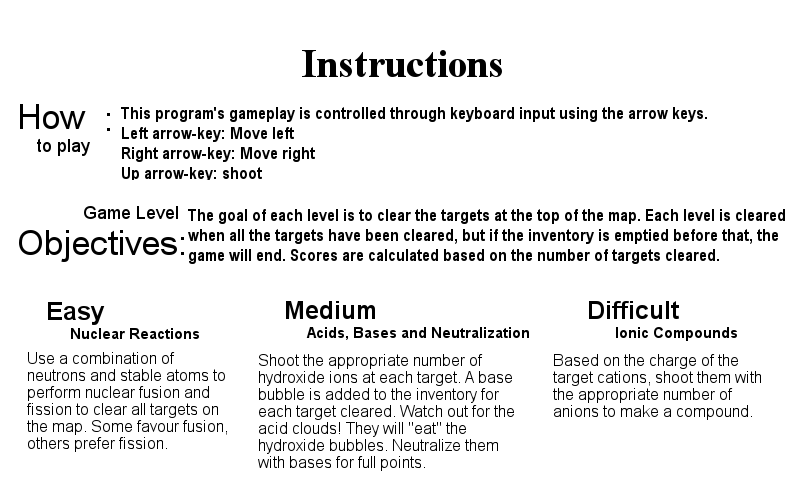 Instructions
How to play :
This program's gameplay is controlled through keyboard input using the arrow keys.
Left arrow-key: Move left
Right arrow-key: Move right
Up arrow-key: shoot
Game Level
Objectives:
The goal of each level is to clear the targets at the top of the map. Each level is cleared
when all the targets have been cleared, but if the inventory is emptied before that, the
game will end. Scores are calculated based on the number of targets cleared.
Easy
Nuclear Reactions
Use a combination of
neutrons and stable atoms to
perform nuclear fusion and
fission to clear all targets on
the map. Some favour fusion,
others prefer fission.
Medium
Acids, Bases and Neutralization
Shoot the appropriate number of
hydroxide ions at each target. A base
bubble is added to the inventory for
each target cleared. Watch out for the
acid clouds! They will "eat" the
hydroxide bubbles. Neutralize them
with bases for full points.
Difficult
Ionic Compounds
Based on the charge of the
target cations, shoot them with
the appropriate number of
anions to make a compound.